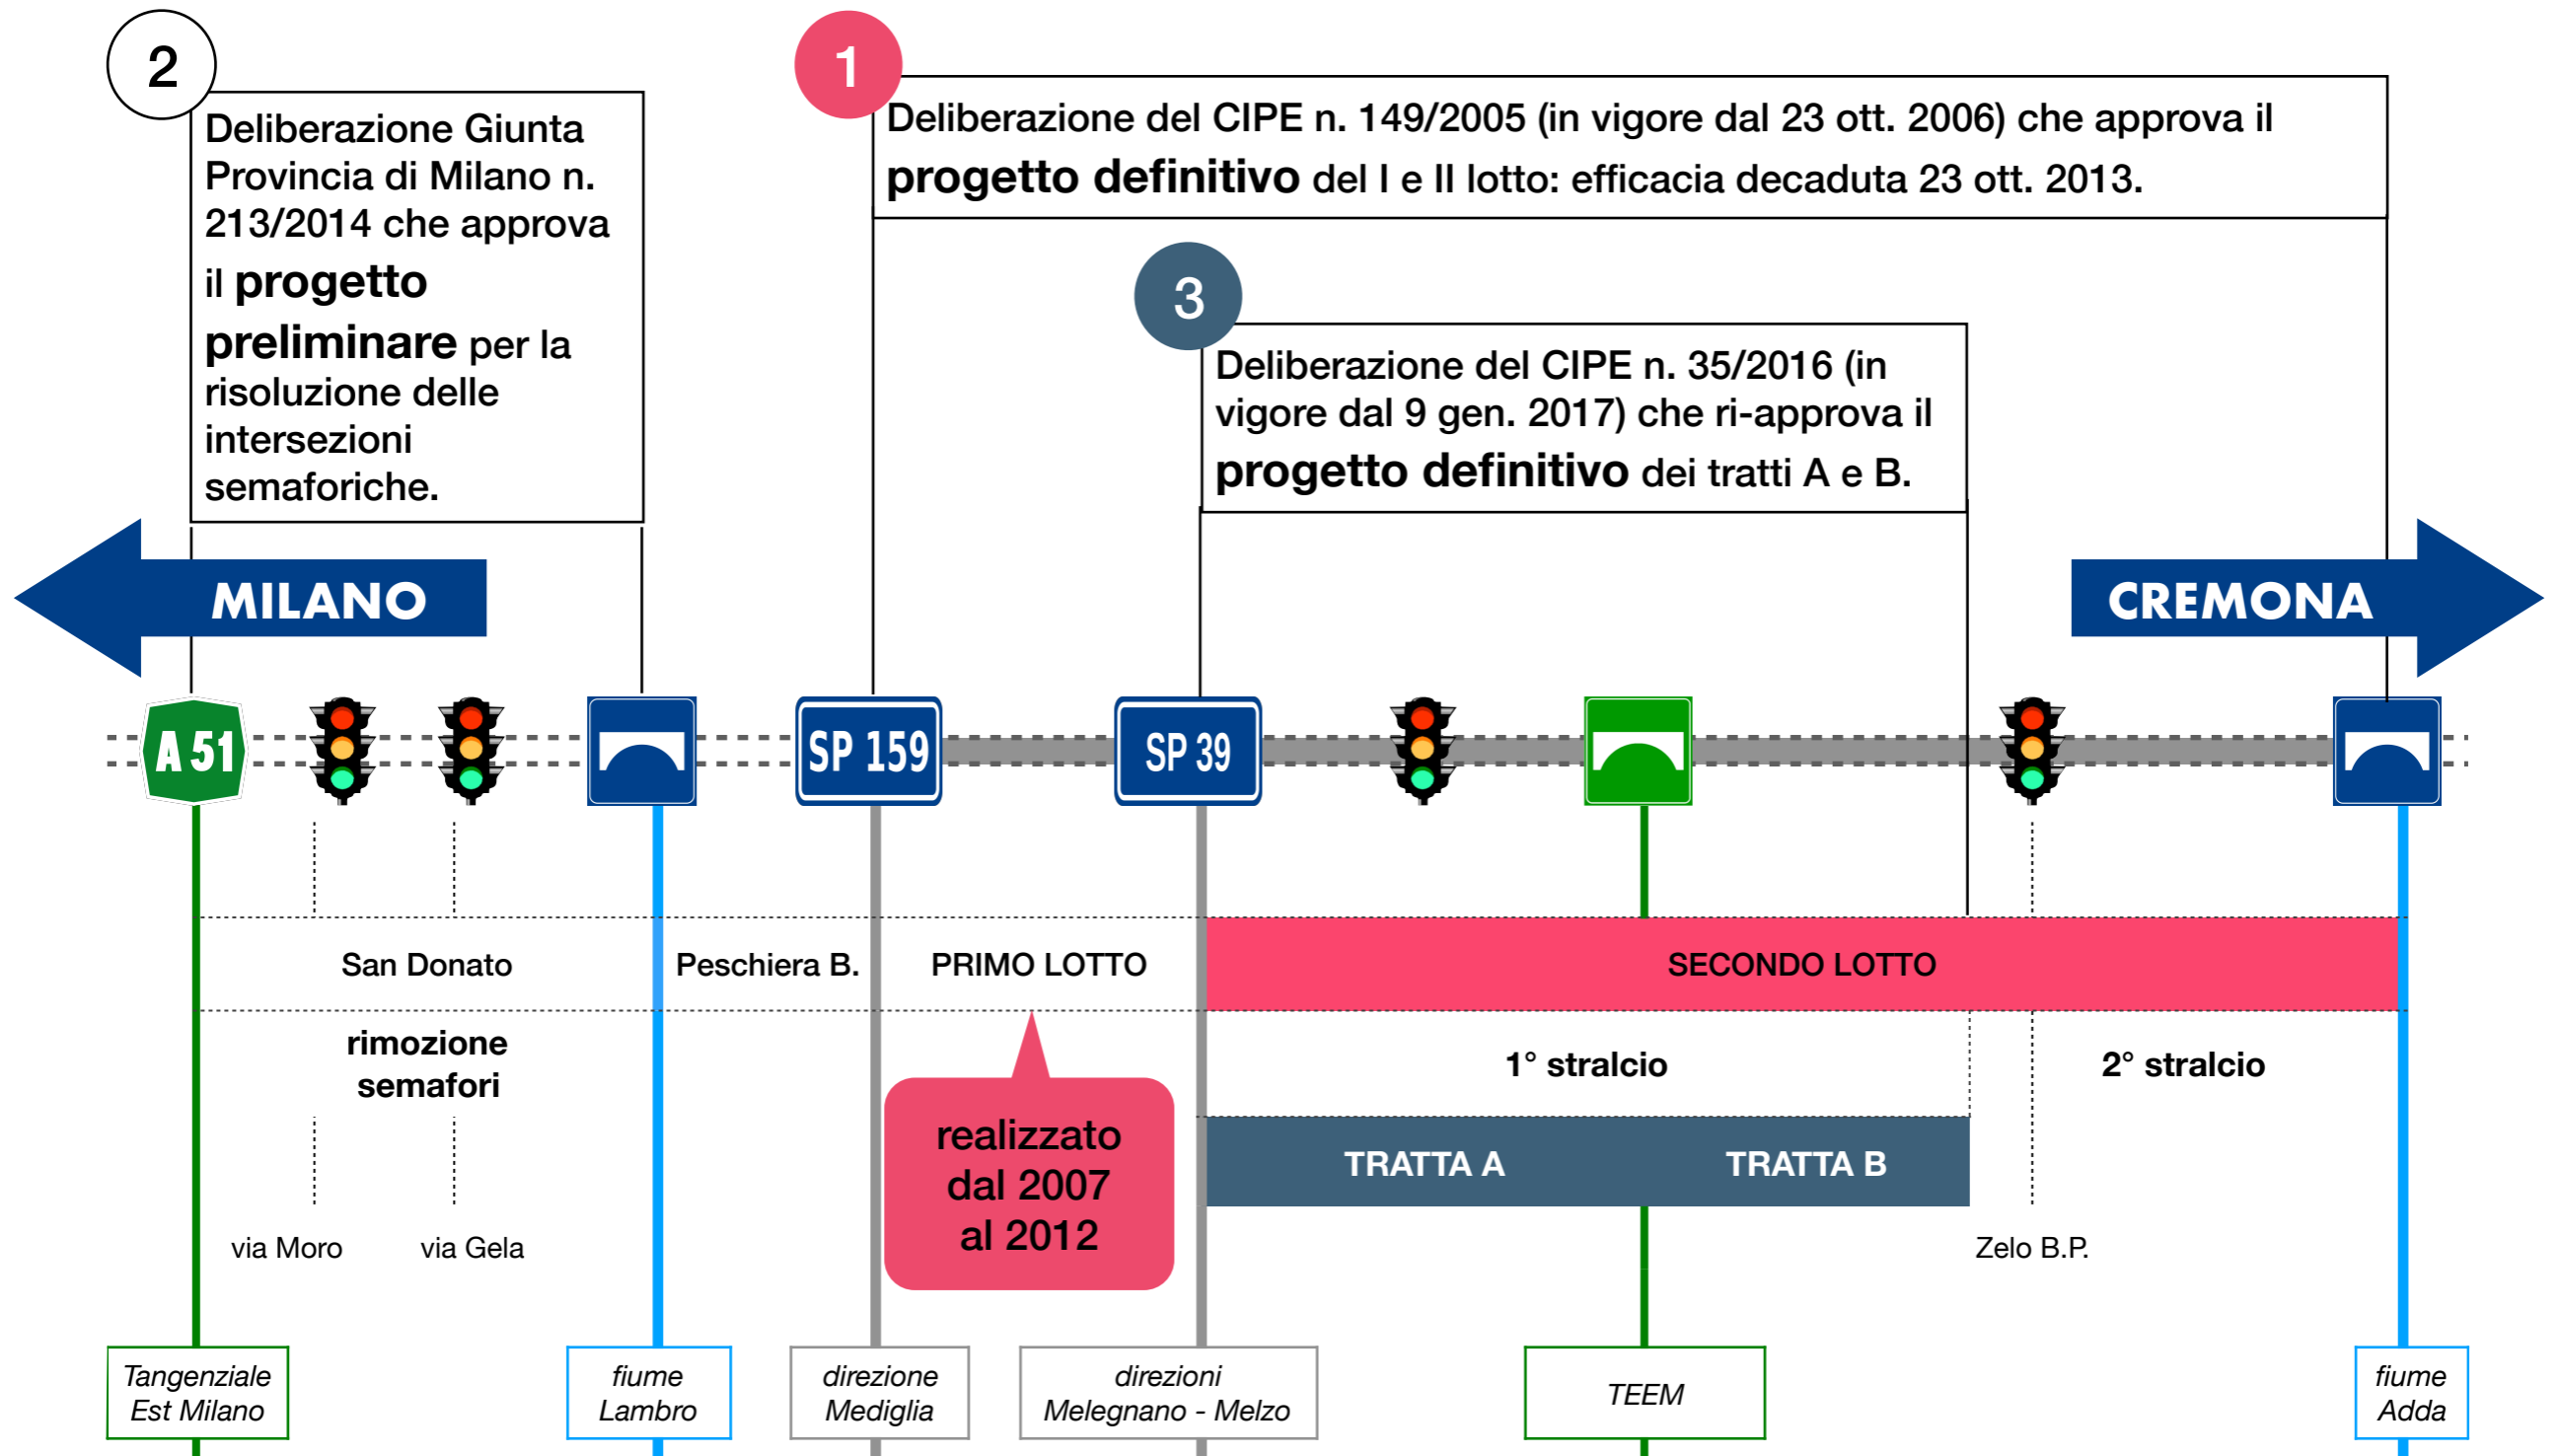 2
Deliberazione Giunta
Provincia di Milano n.
213/2014 che approva
il progetto
preliminare per la
risoluzione delle
intersezioni
semaforiche.
1
Deliberazione del CIPE n. 149/2005 (in vigore dal 23 ott. 2006) che approva il
progetto definitivo del I e II lotto: efficacia decaduta 23 ott. 2013.
3
Deliberazione del CIPE n. 35/2016 (in
vigore dal 9 gen. 2017) che ri-approva il
progetto definitivo dei tratti A e B.
MILANO
CREMONA
A 51
SP 159
SP 39
San Donato
Peschiera B.
PRIMO LOTTO
SECONDO LOTTO
rimozione
semafori
1° stralcio
2° stralcio
realizzato
dal 2007
al 2012
TRATTA A
TRATTA B
via Moro
via Gela
Zelo B.P.
Tangenziale
Est Milano
fiume
Lambro
direzione
Mediglia
direzioni
Melegnano - Melzo
TEEM
fiume
Adda